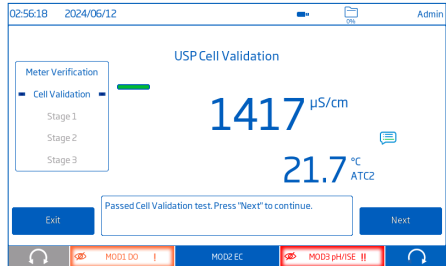 02:56:18 2024/06/12 0% Admin
USP Cell Validation
Meter Verification
Cell Validation
Stage 1
Stage 2
Stage 3
1417 µS/cm
21.7 °C
ATC2
Passed Cell Validation test. Press "Next" to continue.
Exit
Next
MOD1 DO !
MOD2 EC
MOD3 pH/ISE !!